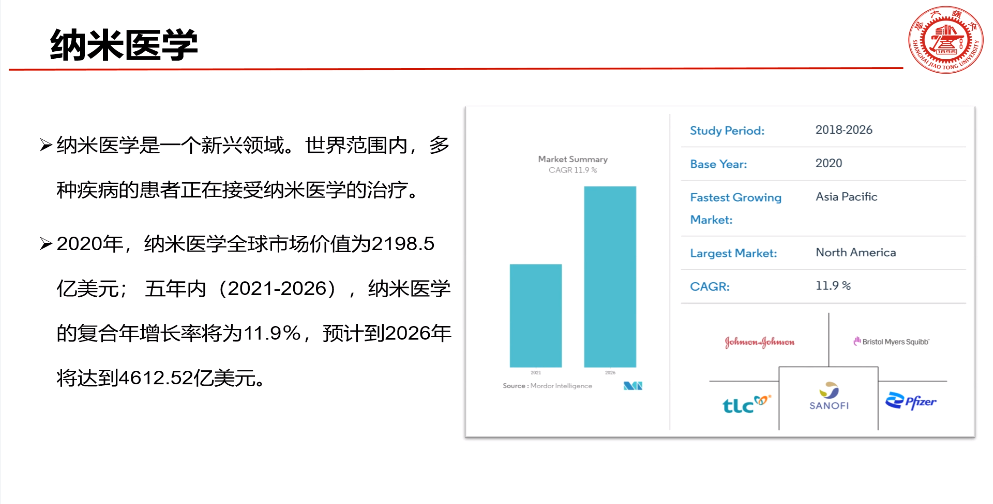 纳米医学
SHANGHAI JIAO TONG UNIVERSITY
➢纳米医学是一个新兴领域。世界范围内，多
种疾病的患者正在接受纳米医学的治疗。
➢2020年，纳米医学全球市场价值为2198.5
亿美元； 五年内（2021-2026），纳米医学
的复合年增长率将为11.9%，预计到2026年
将达到4612.52亿美元。
Market Summary
CAGR 11.9 %
2026
Source : Mordor Intelligence
Study Period: 2018-2026
Base Year: 2020
Fastest Growing Market: Asia Pacific
Largest Market: North America
CAGR: 11.9 %
Johnson&Johnson
Bristol Myers Squibb
tlc
SANOFI
Pfizer